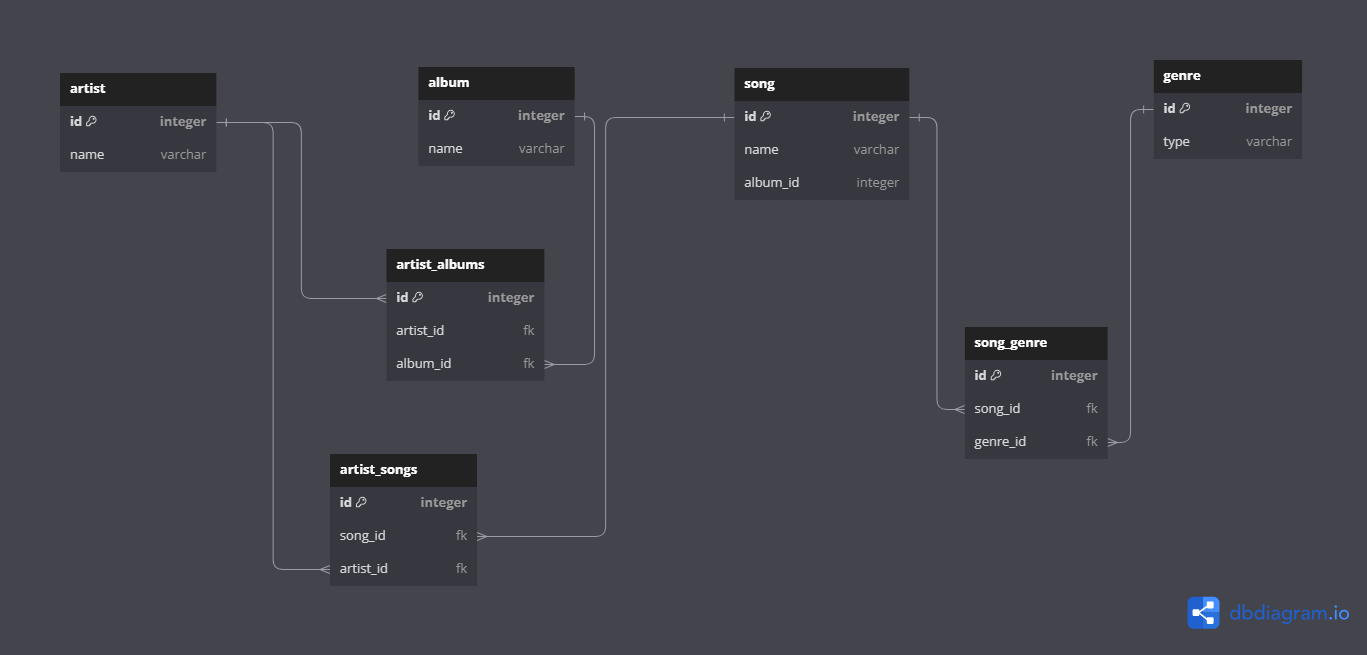 artist
id integer
name varchar
album
id integer
name varchar
song
id integer
name varchar
album_id integer
genre
id integer
type varchar
artist_albums
id integer
artist_id fk
album_id fk
song_genre
id integer
song_id fk
genre_id fk
artist_songs
id integer
song_id fk
artist_id fk
dbdiagram.io